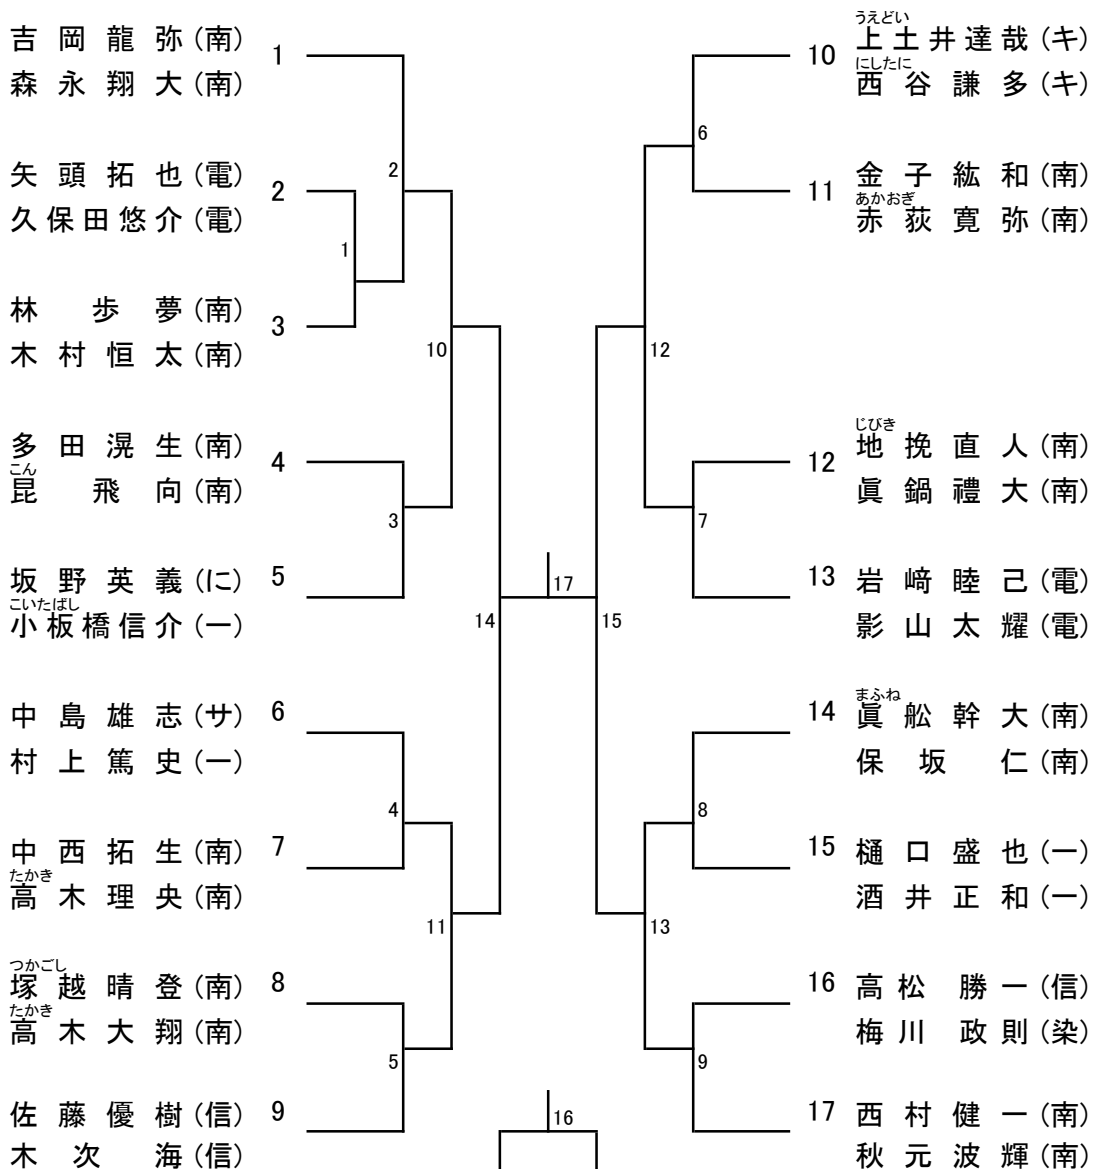 吉岡龍弥(南) 1
森永翔大(南)
矢頭拓也(電) 2
久保田悠介(電)
林歩夢(南) 3
木村恒太(南)
多田滉生(南) 4
こん
昆飛向(南)
坂野英義(に) 5
こいたばし
小板橋信介(一)
中島雄志(サ) 6
村上篤史(一)
中西拓生(南) 7
たかき
高木理央(南)
つかごし
塚越晴登(南) 8
たかき
高木大翔(南)
佐藤優樹(信) 9
木次海(信)
1
2
3
4
5
10
11
14
17
16
15
12
13
6
7
8
9
うえどい
10 上土井達哉(キ)
にしたに
西谷謙多(キ)
11 金子紘和(南)
あかおぎ
赤荻寛弥(南)
じびき
12 地挽直人(南)
眞鍋禮大(南)
13 岩﨑睦己(電)
影山太耀(電)
まふね
14 眞舩幹大(南)
保坂仁(南)
15 樋口盛也(一)
酒井正和(一)
16 高松勝一(信)
梅川政則(染)
17 西村健一(南)
秋元波輝(南)